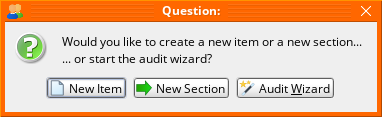 Question:
Would you like to create a new item or a new section...
... or start the audit wizard?
New Item New Section Audit Wizard